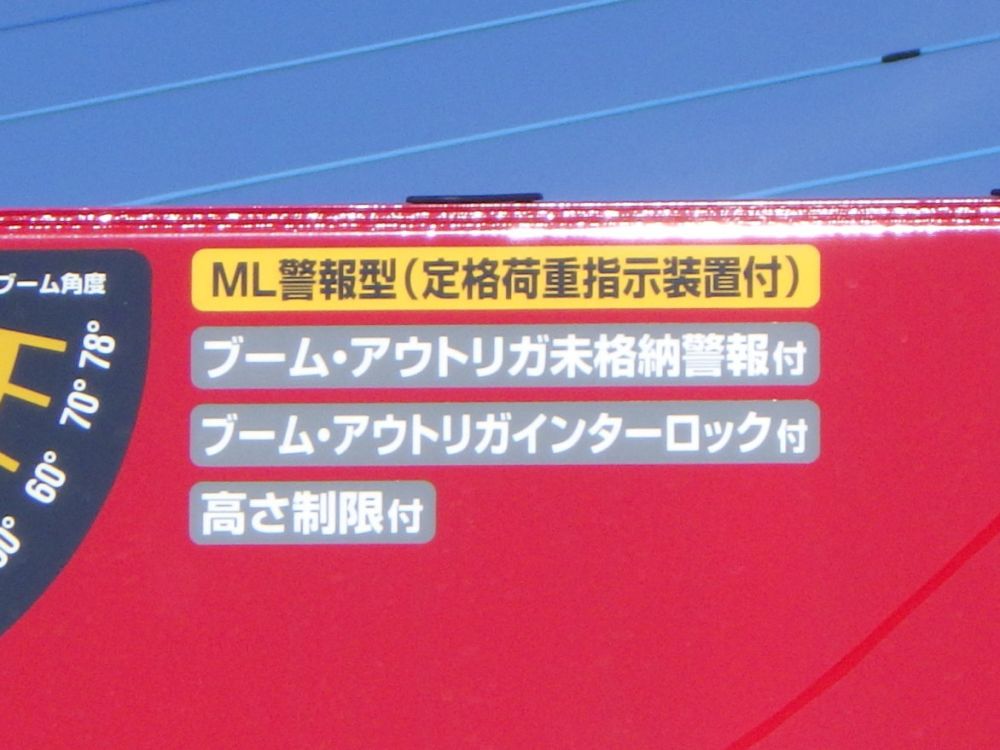 ML警報型(定格荷重指示装置付)
ブーム・アウトリガ未格納警報付
ブーム・アウトリガインターロック付
高さ制限付
ブーム角度
78°
70°
60°